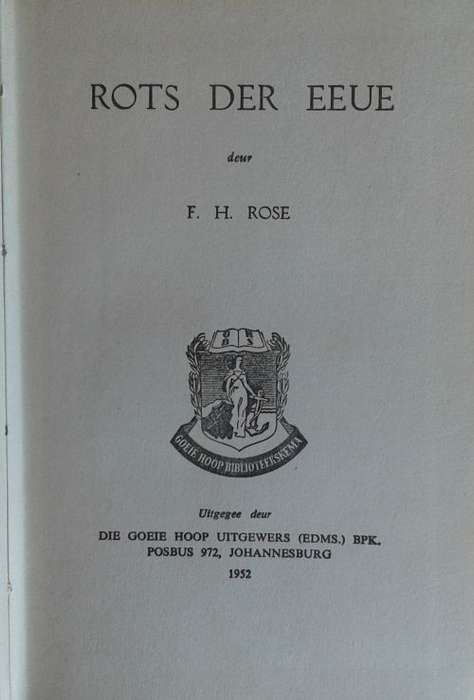 ROTS DER EEUE
deur
F. H. ROSE
GOEIE HOOP BIBLIOTEEKSKEMA
Uitgegee deur
DIE GOEIE HOOP UITGEWERS (EDMS.) BPK.
POSBUS 972, JOHANNESBURG
1952